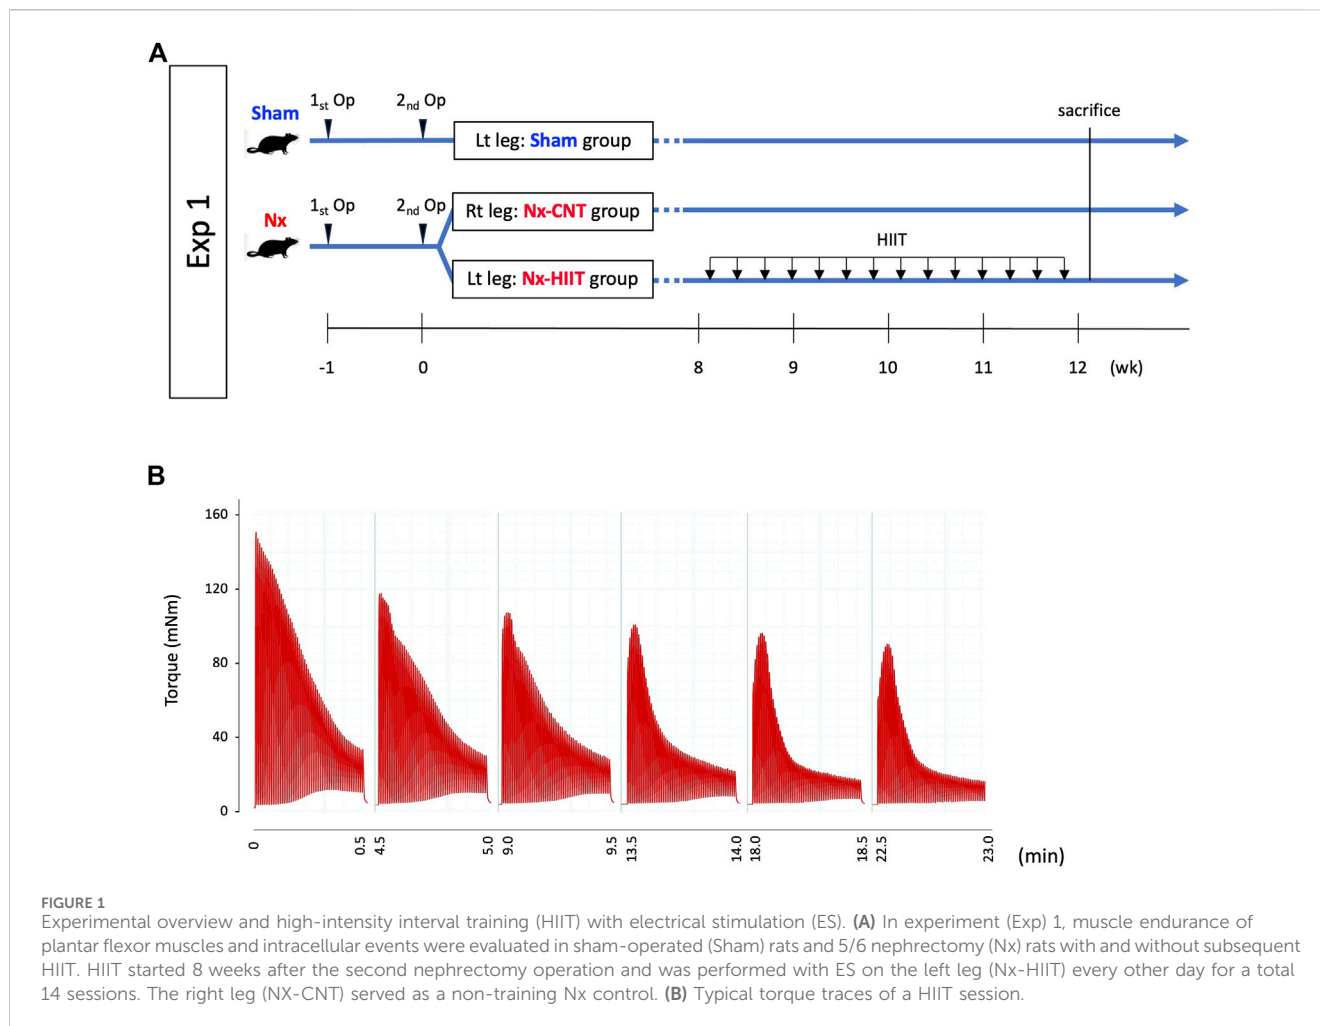 A
Exp 1
Sham
1st Op
2nd Op
Lt leg: Sham group
sacrifice
Nx
1st Op
2nd Op
Rt leg: Nx-CNT group
Lt leg: Nx-HIIT group
HIIT
-1 0 8 9 10 11 12 (wk)
B
Torque (mNm)
160
120
80
40
0
0 0.5 4.5 5.0 9.0 9.5 13.5 14.0 18.0 18.5 22.5 23.0 (min)
FIGURE 1
Experimental overview and high-intensity interval training (HIIT) with electrical stimulation (ES). (A) In experiment (Exp) 1, muscle endurance of
plantar flexor muscles and intracellular events were evaluated in sham-operated (Sham) rats and 5/6 nephrectomy (Nx) rats with and without subsequent
HIIT. HIIT started 8 weeks after the second nephrectomy operation and was performed with ES on the left leg (Nx-HIIT) every other day for a total
14 sessions. The right leg (NX-CNT) served as a non-training Nx control. (B) Typical torque traces of a HIIT session.